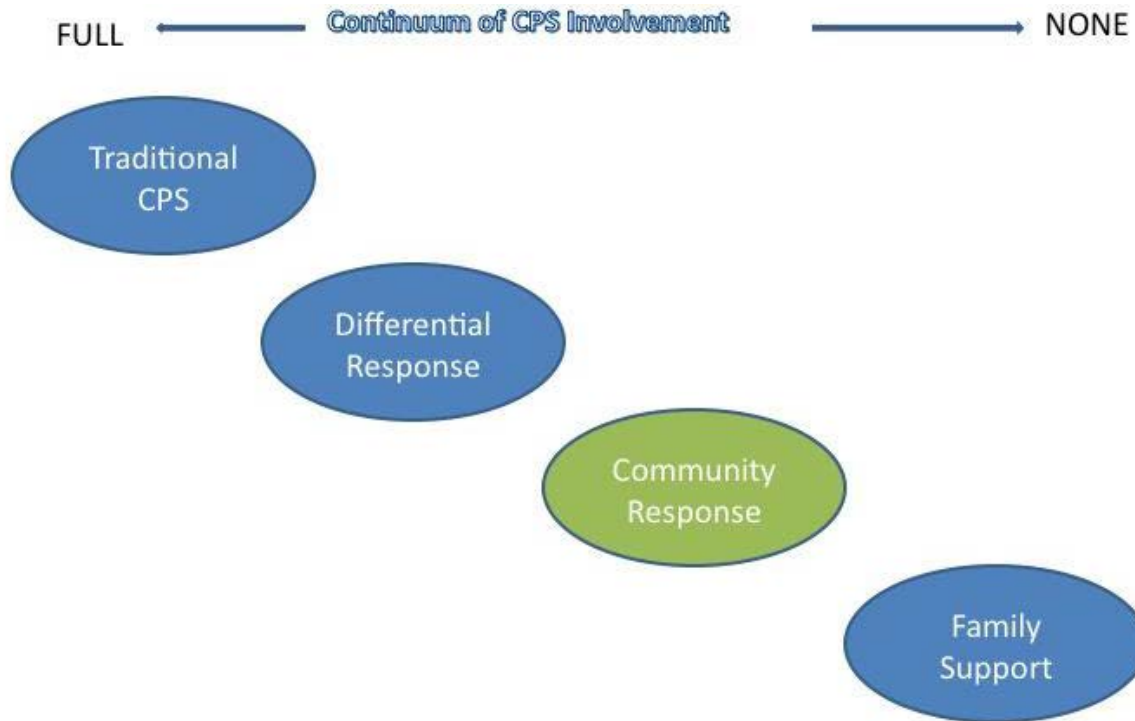 Continuum of CPS Involvement
FULL
NONE
Traditional
CPS
Differential
Response
Community
Response
Family
Support